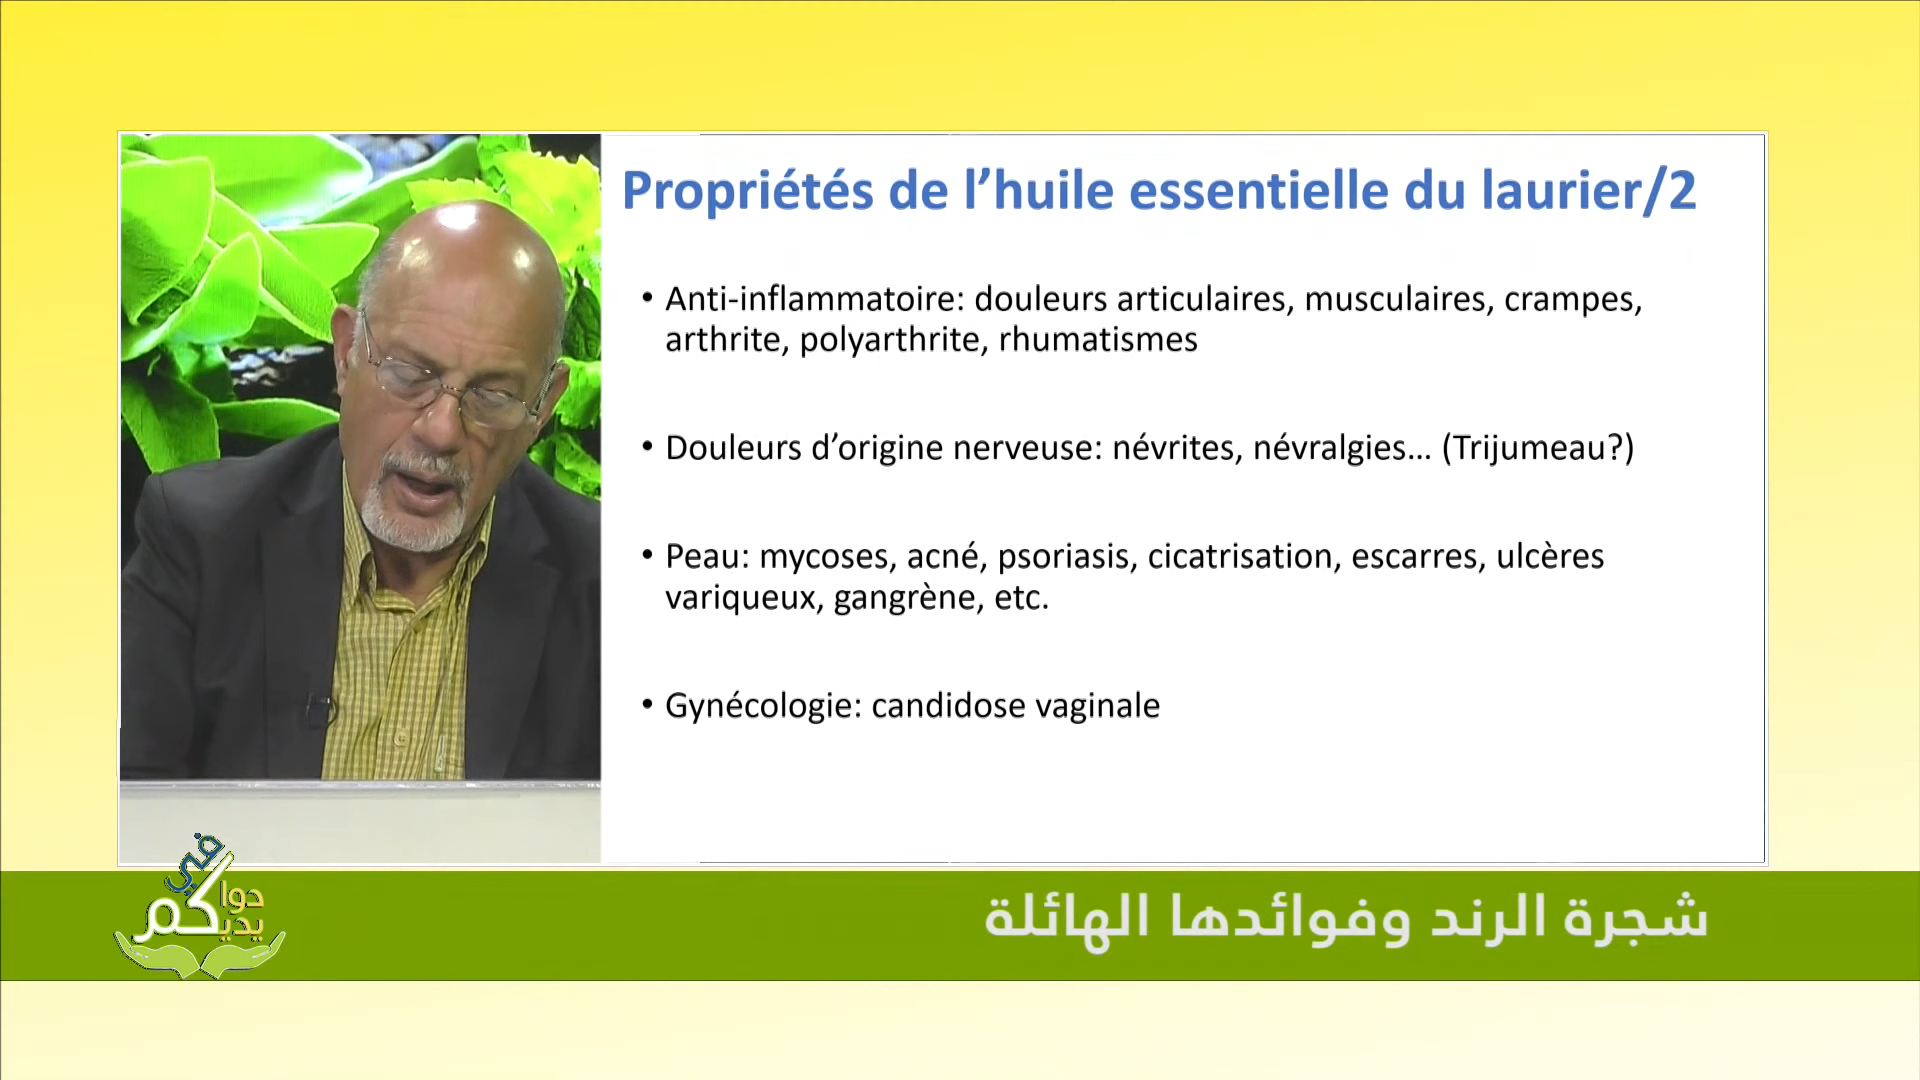 Propriétés de l’huile essentielle du laurier/2
• Anti-inflammatoire: douleurs articulaires, musculaires, crampes,
arthrite, polyarthrite, rhumatismes
• Douleurs d’origine nerveuse: névrites, névralgies… (Trijumeau?)
• Peau: mycoses, acné, psoriasis, cicatrisation, escarres, ulcères
variqueux, gangrène, etc.
• Gynécologie: candidose vaginale
شجرة الرند وفوائدها الهائلة
دوا في
يديكم